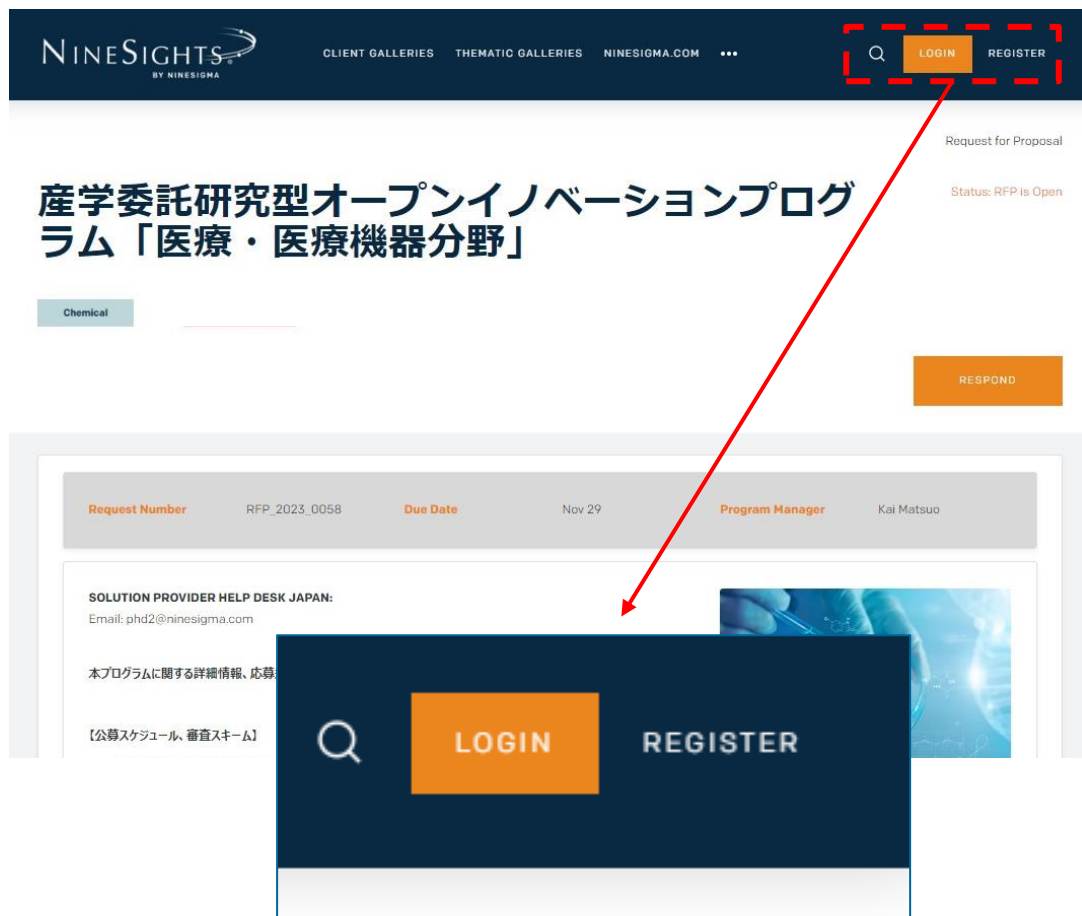 NINESIGHTS
BY NINESIGMA
CLIENT GALLERIES THEMATIC GALLERIES NINESIGMA.COM •••
LOGIN REGISTER
Request for Proposal
Status: RFP is Open
産学委託研究型オープンイノベーションプログ
ラム「医療・医療機器分野」
Chemical
RESPOND
Request Number RFP_2023_0058 Due Date Nov 29 Program Manager Kai Matsuo
SOLUTION PROVIDER HELP DESK JAPAN:
Email: phd2@ninesigma.com
本プログラムに関する詳細情報、応募
【公募スケジュール、審査スキーム】
LOGIN REGISTER